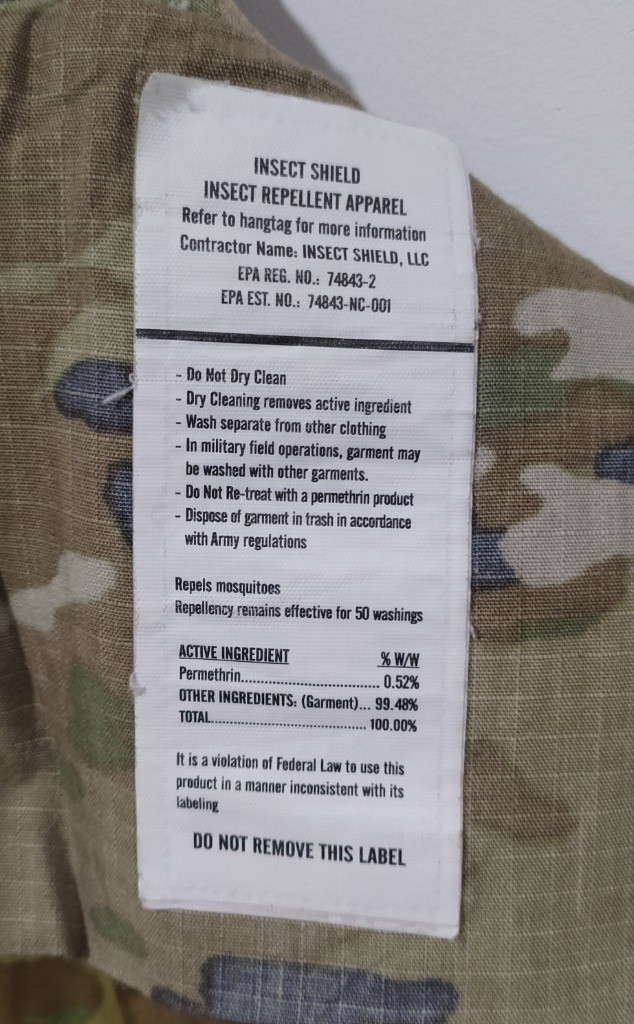 INSECT SHIELD
INSECT REPELLENT APPAREL
Refer to hangtag for more information
Contractor Name: INSECT SHIELD, LLC
EPA REG. NO.: 74843-2
EPA EST. NO.: 74843-NC-001
- Do Not Dry Clean
- Dry Cleaning removes active ingredient
- Wash separate from other clothing
- In military field operations, garment may
be washed with other garments.
- Do Not Re-treat with a permethrin product
- Dispose of garment in trash in accordance
with Army regulations
Repels mosquitoes
Repellency remains effective for 50 washings
ACTIVE INGREDIENT % W/W
Permethrin................................ 0.52%
OTHER INGREDIENTS: (Garment)... 99.48%
TOTAL....................................... 100.00%
It is a violation of Federal Law to use this
product in a manner inconsistent with its
labeling
DO NOT REMOVE THIS LABEL